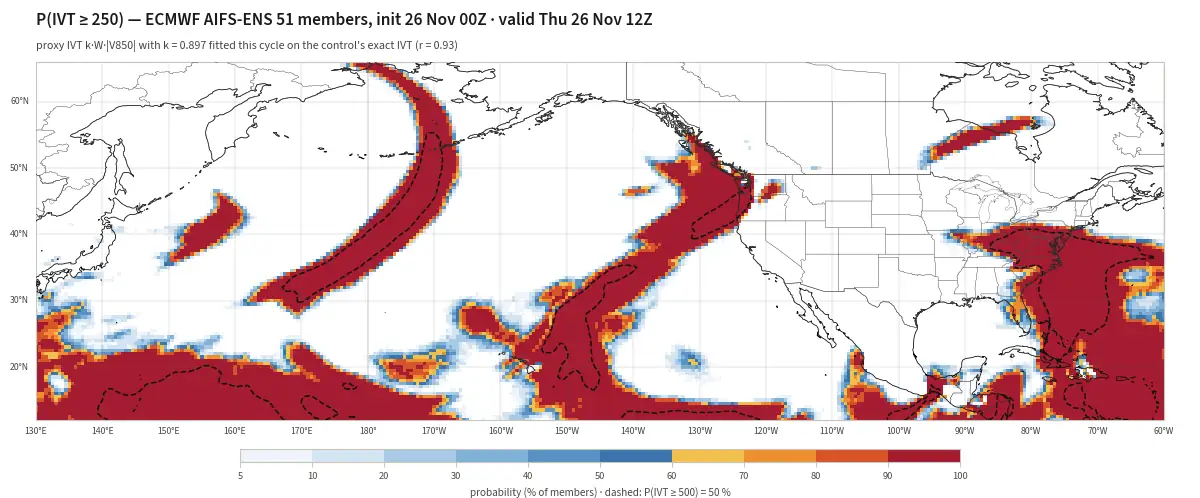 P(IVT ≥ 250) — ECMWF AIFS-ENS 51 members, init 26 Nov 00Z · valid Thu 26 Nov 12Z
proxy IVT k·W·|V850| with k = 0.897 fitted this cycle on the control's exact IVT (r = 0.93)
60°N
50°N
40°N
30°N
20°N
130°E 140°E 150°E 160°E 170°E 180° 170°W 160°W 150°W 140°W 130°W 120°W 110°W 100°W 90°W 80°W 70°W 60°W
5 10 20 30 40 50 60 70 80 90 100
probability (% of members) · dashed: P(IVT ≥ 500) = 50 %